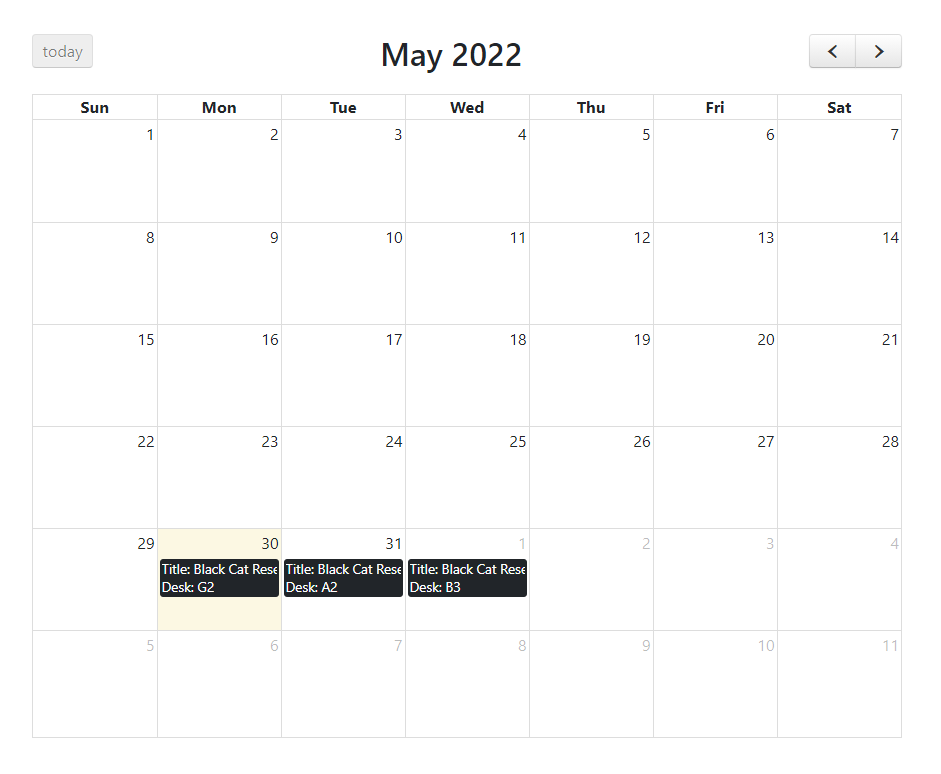 today
May 2022
Sun Mon Tue Wed Thu Fri Sat
1 2 3 4 5 6 7
8 9 10 11 12 13 14
15 16 17 18 19 20 21
22 23 24 25 26 27 28
29 30 31 1 2 3 4
Title: Black Cat Rese Title: Black Cat Rese Title: Black Cat Rese
Desk: G2 Desk: A2 Desk: B3
5 6 7 8 9 10 11